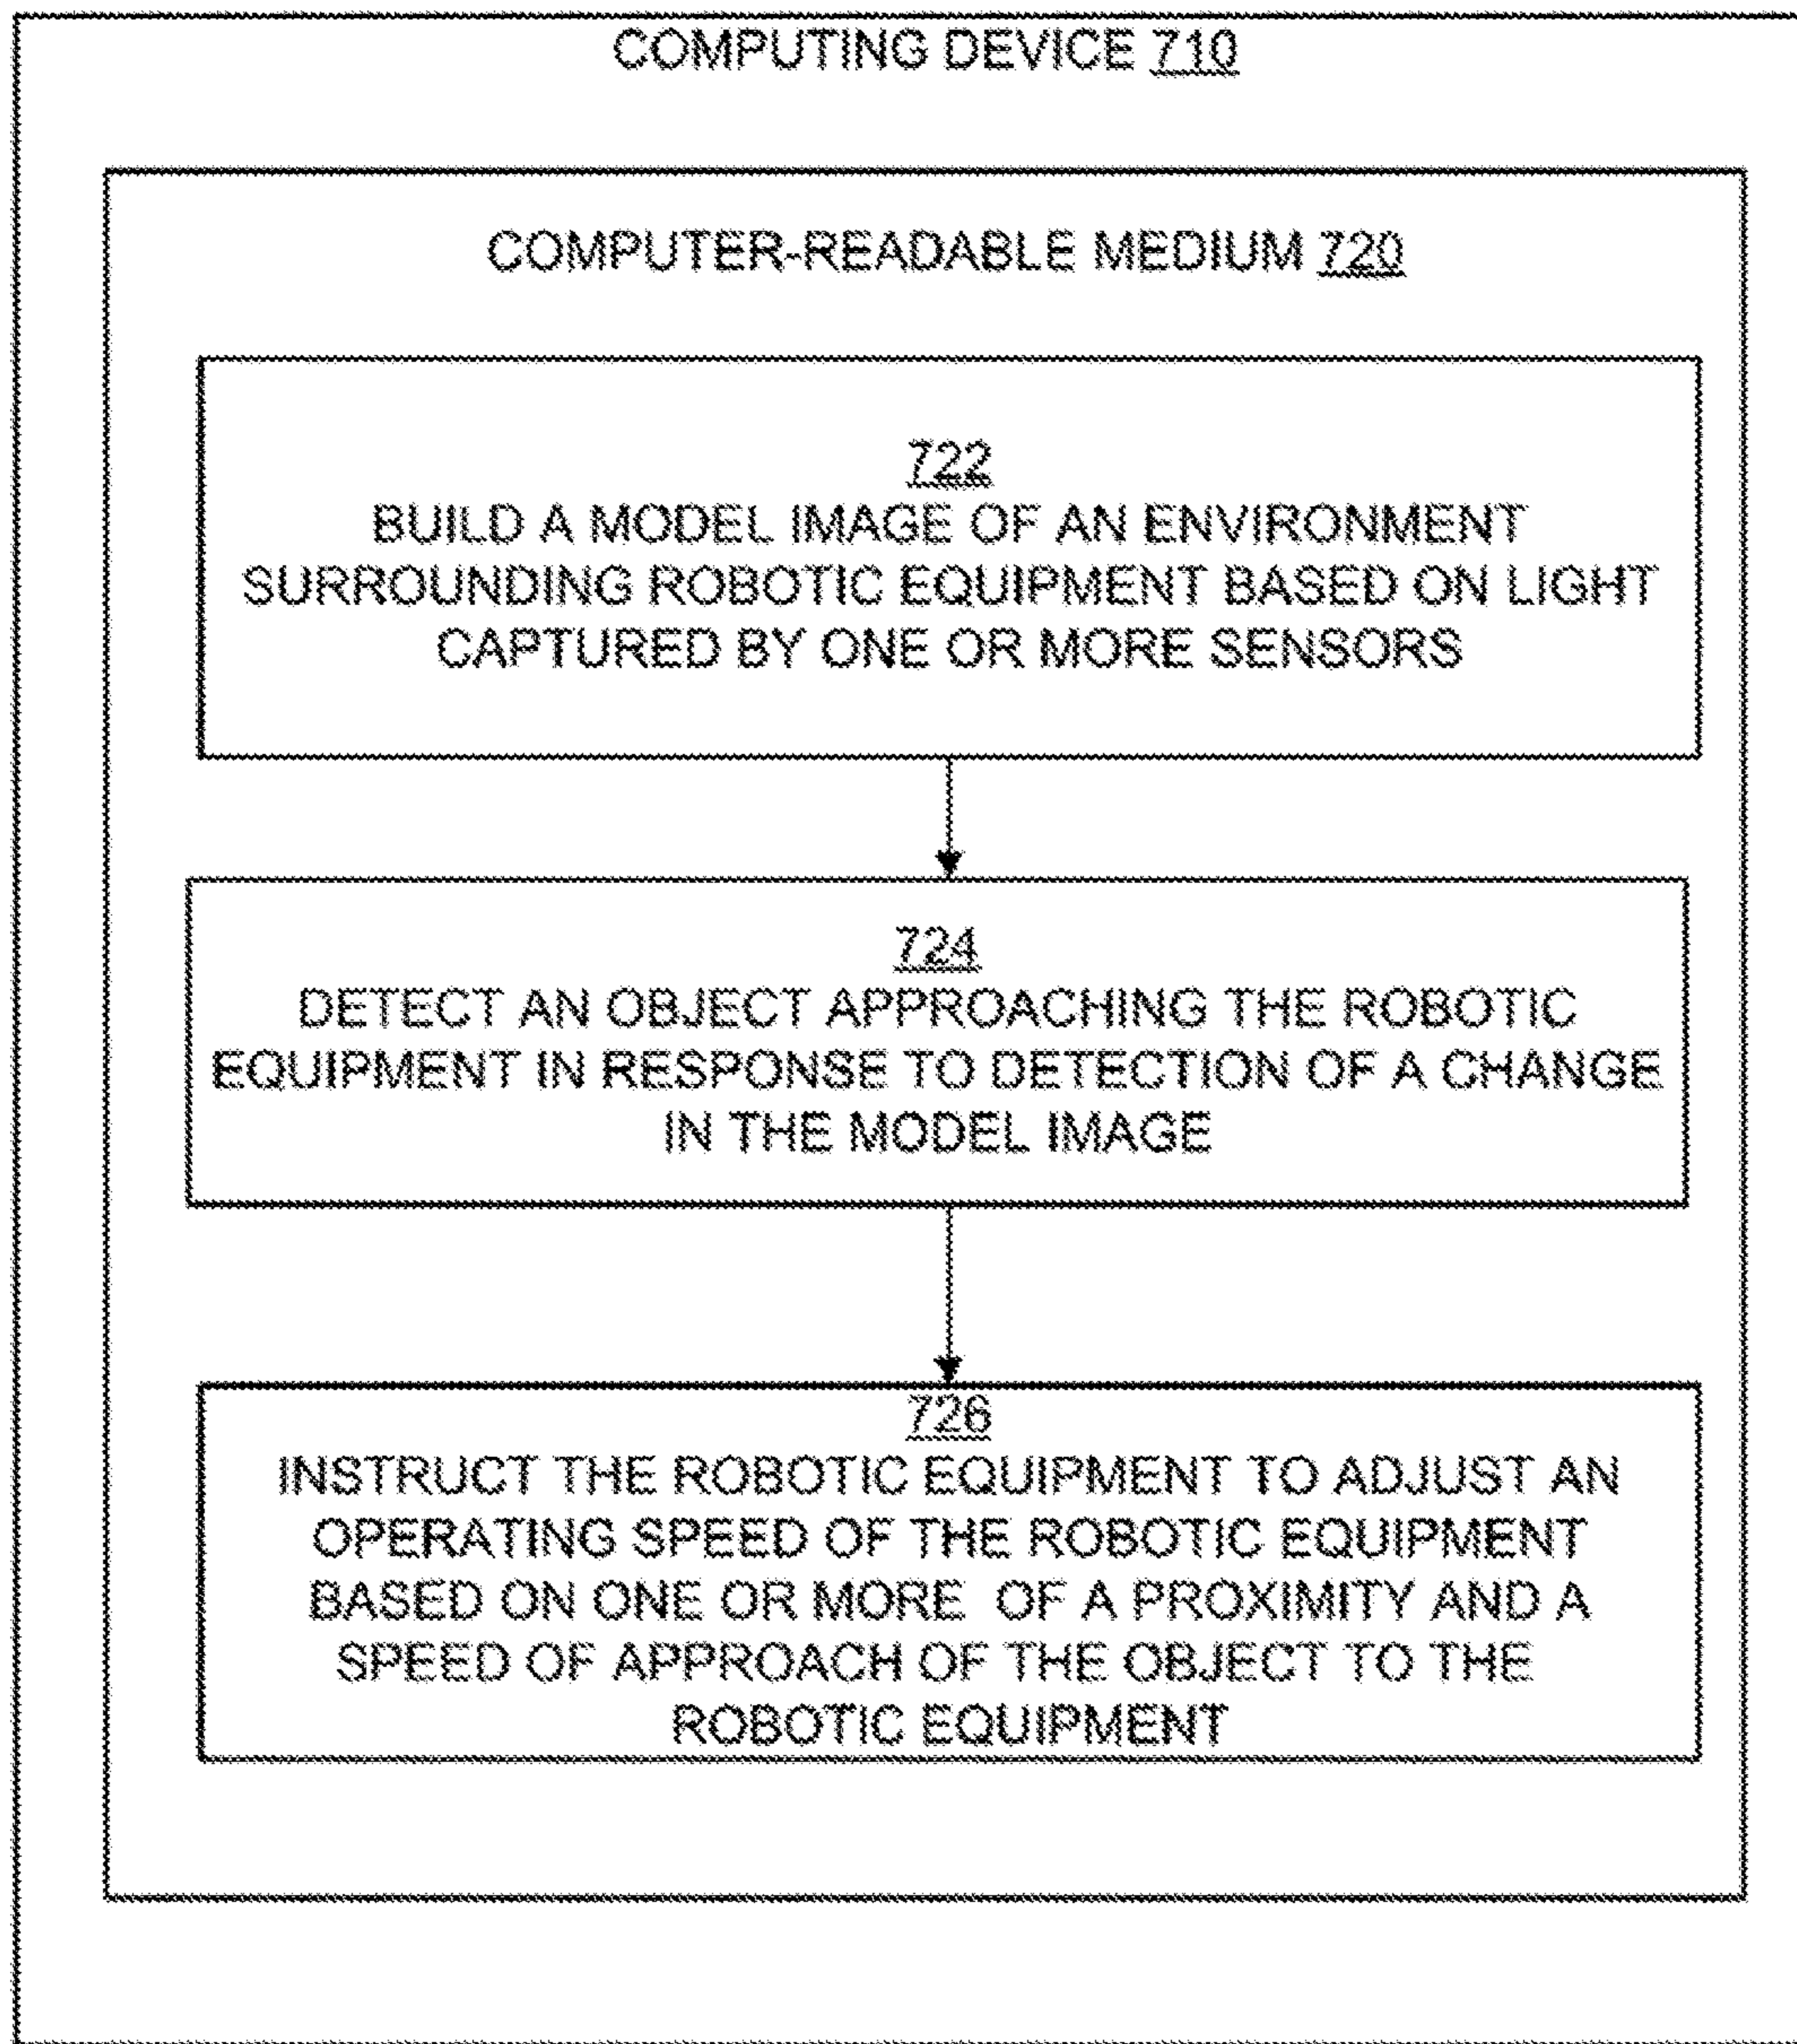 COMPUTING DEVICE 710
COMPUTER-READABLE MEDIUM 720
722
BUILD A MODEL IMAGE OF AN ENVIRONMENT
SURROUNDING ROBOTIC EQUIPMENT BASED ON LIGHT
CAPTURED BY ONE OR MORE SENSORS
724
DETECT AN OBJECT APPROACHING THE ROBOTIC
EQUIPMENT IN RESPONSE TO DETECTION OF A CHANGE
IN THE MODEL IMAGE
726
INSTRUCT THE ROBOTIC EQUIPMENT TO ADJUST AN
OPERATING SPEED OF THE ROBOTIC EQUIPMENT
BASED ON ONE OR MORE OF A PROXIMITY AND A
SPEED OF APPROACH OF THE OBJECT TO THE
ROBOTIC EQUIPMENT